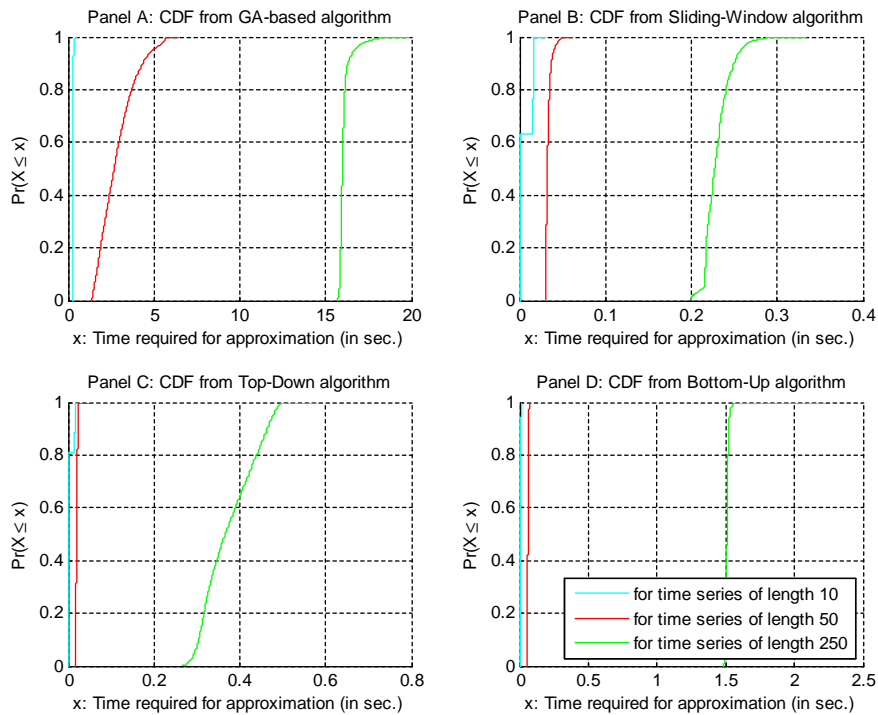 Panel A: CDF from GA-based algorithm
1
0.8
0.6
0.4
0.2
0
Pr(X ≤ x)
0 5 10 15 20
x: Time required for approximation (in sec.)
Panel B: CDF from Sliding-Window algorithm
1
0.8
0.6
0.4
0.2
0
Pr(X ≤ x)
0 0.1 0.2 0.3 0.4
x: Time required for approximation (in sec.)
Panel C: CDF from Top-Down algorithm
1
0.8
0.6
0.4
0.2
0
Pr(X ≤ x)
0 0.2 0.4 0.6 0.8
x: Time required for approximation (in sec.)
Panel D: CDF from Bottom-Up algorithm
1
0.8
0.6
0.4
0.2
0
Pr(X ≤ x)
for time series of length 10
for time series of length 50
for time series of length 250
0 0.5 1 1.5 2 2.5
x: Time required for approximation (in sec.)